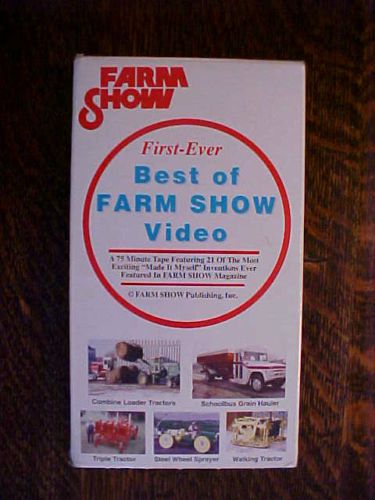 FARM
SHOW
First-Ever
Best of
FARM SHOW
Video
A 75 Minute Tape Featuring 21 Of The Most
Exciting "Made It Myself" Inventions Ever
Featured In FARM SHOW Magazine
© FARM SHOW Publishing, Inc.
Combine Loader Tractors
Schoolbus Grain Hauler
Triple Tractor
Steel Wheel Sprayer
Walking Tractor